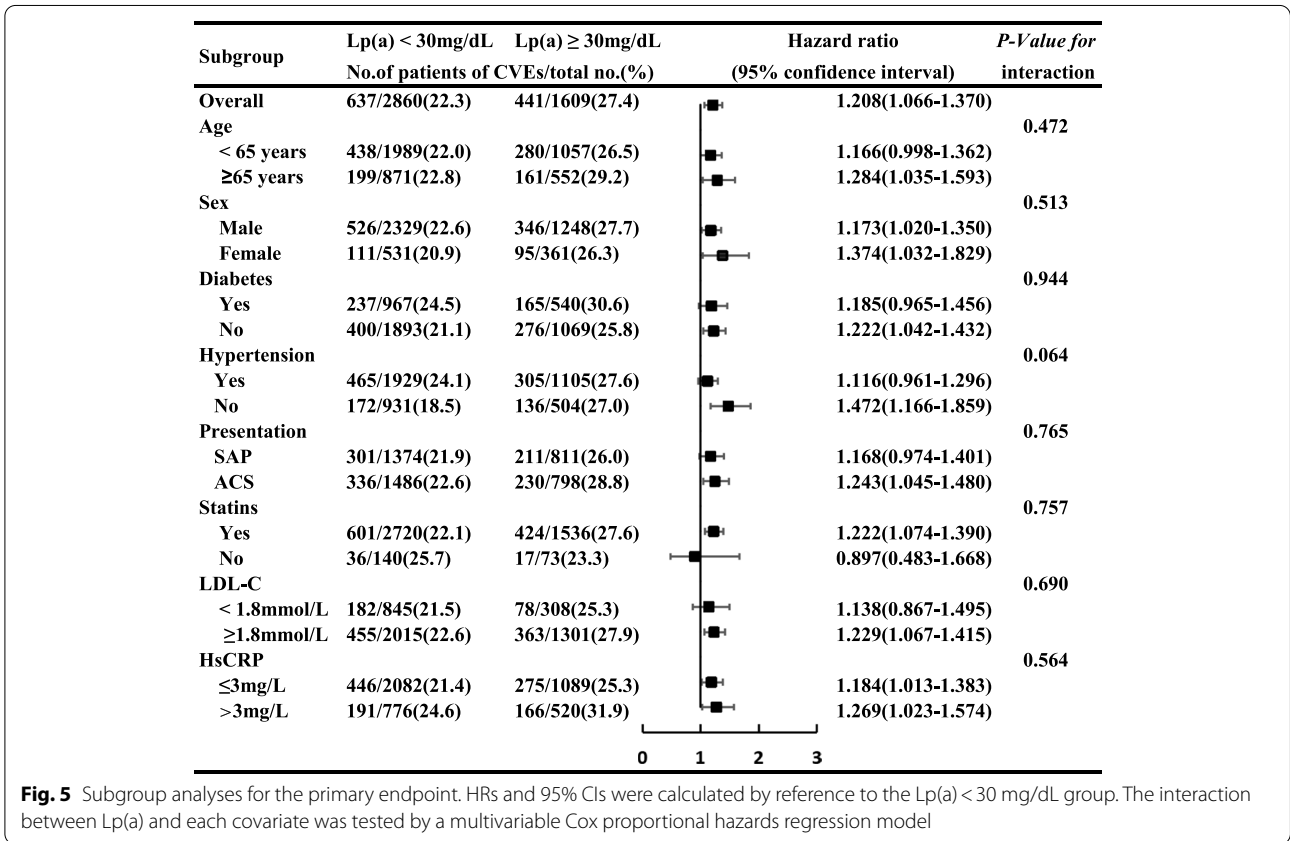 Subgroup Lp(a) < 30mg/dL Lp(a) ≥ 30mg/dL Hazard ratio P-Value for
No.of patients of CVEs/total no.(%) (95% confidence interval) interaction
Overall 637/2860(22.3) 441/1609(27.4) 1.208(1.066-1.370)
Age 0.472
< 65 years 438/1989(22.0) 280/1057(26.5) 1.166(0.998-1.362)
≥65 years 199/871(22.8) 161/552(29.2) 1.284(1.035-1.593)
Sex 0.513
Male 526/2329(22.6) 346/1248(27.7) 1.173(1.020-1.350)
Female 111/531(20.9) 95/361(26.3) 1.374(1.032-1.829)
Diabetes 0.944
Yes 237/967(24.5) 165/540(30.6) 1.185(0.965-1.456)
No 400/1893(21.1) 276/1069(25.8) 1.222(1.042-1.432)
Hypertension 0.064
Yes 465/1929(24.1) 305/1105(27.6) 1.116(0.961-1.296)
No 172/931(18.5) 136/504(27.0) 1.472(1.166-1.859)
Presentation 0.765
SAP 301/1374(21.9) 211/811(26.0) 1.168(0.974-1.401)
ACS 336/1486(22.6) 230/798(28.8) 1.243(1.045-1.480)
Statins 0.757
Yes 601/2720(22.1) 424/1536(27.6) 1.222(1.074-1.390)
No 36/140(25.7) 17/73(23.3) 0.897(0.483-1.668)
LDL-C 0.690
< 1.8mmol/L 182/845(21.5) 78/308(25.3) 1.138(0.867-1.495)
≥1.8mmol/L 455/2015(22.6) 363/1301(27.9) 1.229(1.067-1.415)
HsCRP 0.564
≤3mg/L 446/2082(21.4) 275/1089(25.3) 1.184(1.013-1.383)
>3mg/L 191/776(24.6) 166/520(31.9) 1.269(1.023-1.574)
0 1 2 3
Fig. 5 Subgroup analyses for the primary endpoint. HRs and 95% CIs were calculated by reference to the Lp(a) < 30 mg/dL group. The interaction
between Lp(a) and each covariate was tested by a multivariable Cox proportional hazards regression model